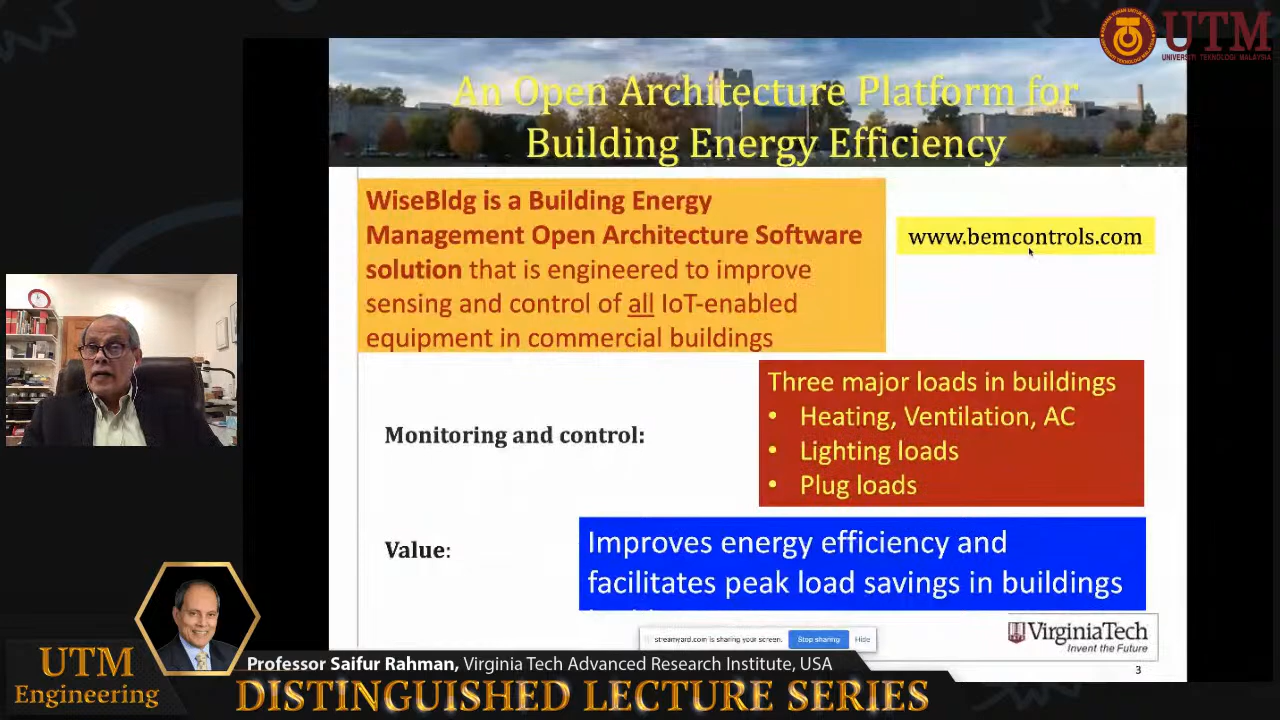 UTM
UNIVERSITI TEKNOLOGI MALAYSIA
An Open Architecture Platform for
Building Energy Efficiency
WiseBldg is a Building Energy
Management Open Architecture Software
solution that is engineered to improve
sensing and control of all IoT-enabled
equipment in commercial buildings
www.bemcontrols.com
Three major loads in buildings
• Heating, Ventilation, AC
• Lighting loads
• Plug loads
Monitoring and control:
Value:
Improves energy efficiency and
facilitates peak load savings in buildings
streamyard.com is sharing your screen.
Stop sharing
Hide
VirginiaTech
Invent the Future
3
UTM
Engineering
Professor Saifur Rahman, Virginia Tech Advanced Research Institute, USA
DISTINGUISHED LECTURE SERIES